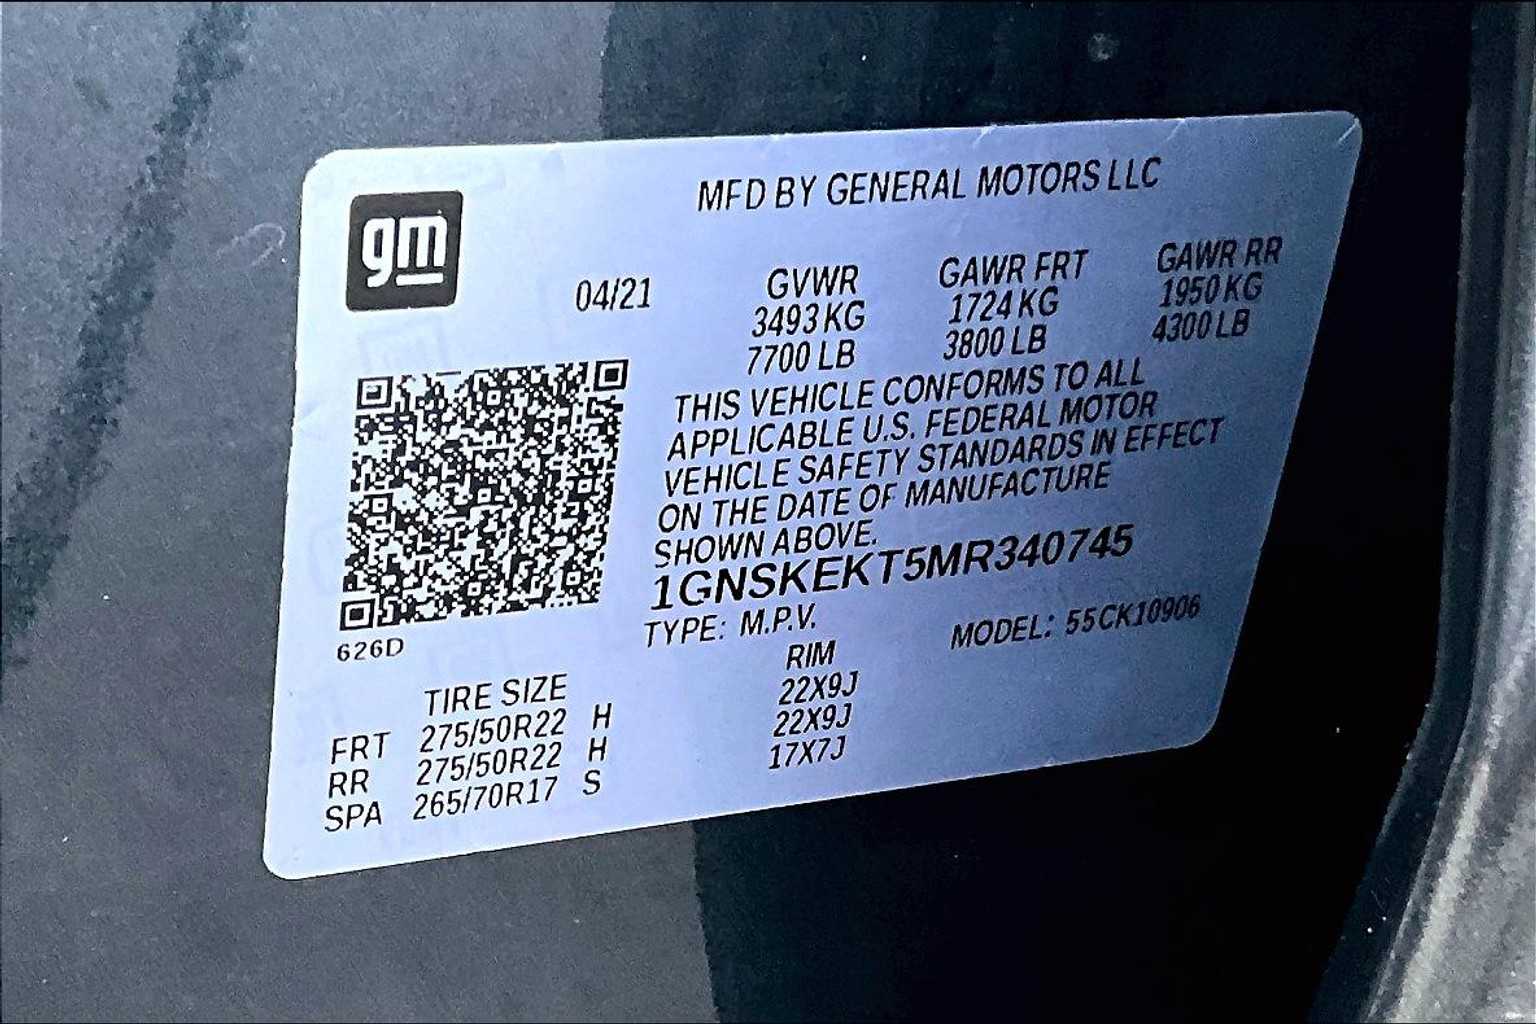 gm
MFD BY GENERAL MOTORS LLC
04/21 GVWR GAWR FRT GAWR RR
3493 KG 1724 KG 1950 KG
7700 LB 3800 LB 4300 LB
THIS VEHICLE CONFORMS TO ALL
APPLICABLE U.S. FEDERAL MOTOR
VEHICLE SAFETY STANDARDS IN EFFECT
ON THE DATE OF MANUFACTURE
SHOWN ABOVE.
1GNSKEKT5MR340745
TYPE: M.P.V. MODEL: 55CK10906
626D
TIRE SIZE RIM
FRT 275/50R22 H 22X9J
RR 275/50R22 H 22X9J
SPA 265/70R17 S 17X7J